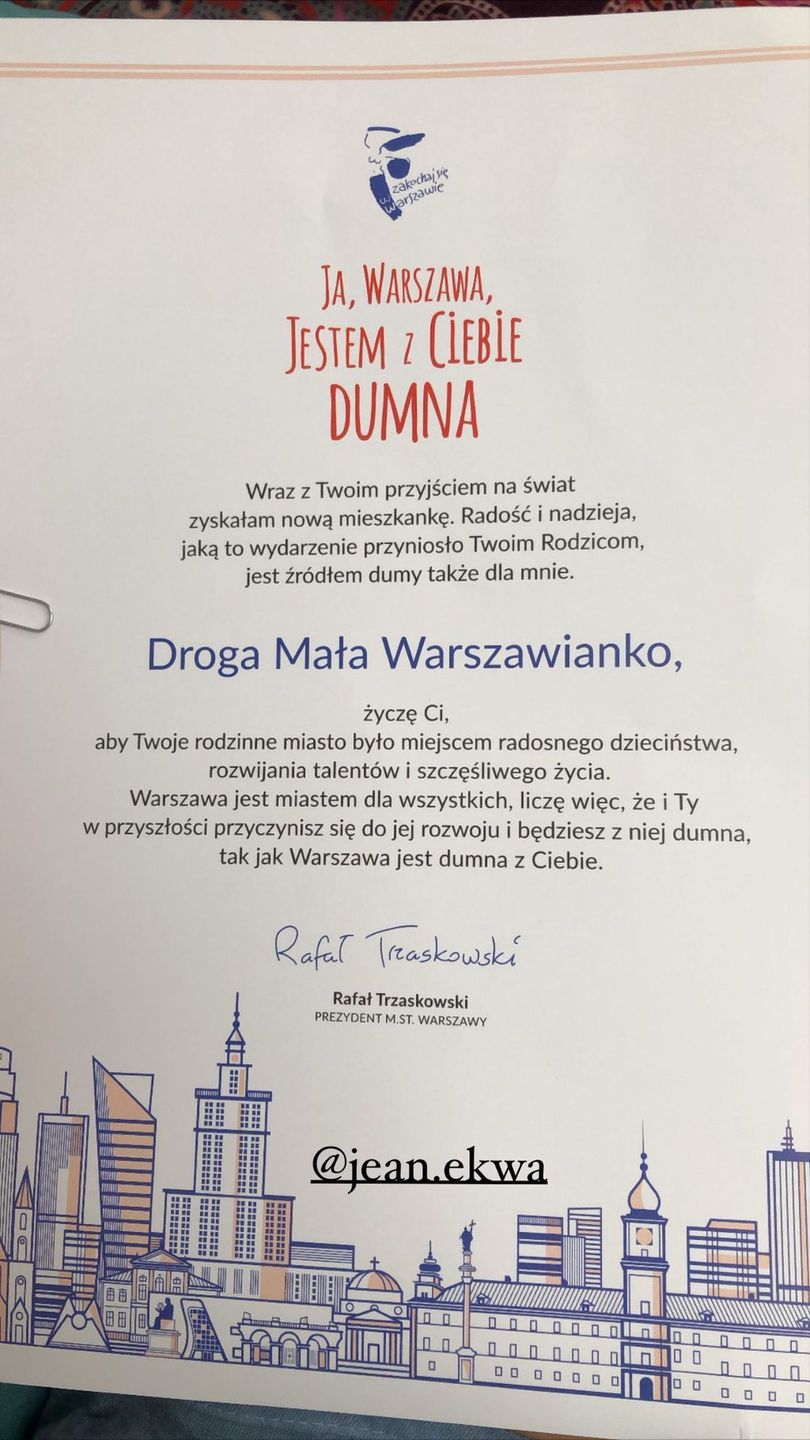 zakochaj się
w warszawie
Ja, Warszawa,
Jestem z Ciebie
DUMNA
Wraz z Twoim przyjściem na świat
zyskałam nową mieszkankę. Radość i nadzieja,
jaką to wydarzenie przyniosło Twoim Rodzicom,
jest źródłem dumy także dla mnie.
Droga Mała Warszawianko,
życzę Ci,
aby Twoje rodzinne miasto było miejscem radosnego dzieciństwa,
rozwijania talentów i szczęśliwego życia.
Warszawa jest miastem dla wszystkich, liczę więc, że i Ty
w przyszłości przyczynisz się do jej rozwoju i będziesz z niej dumna,
tak jak Warszawa jest dumna z Ciebie.
Rafał Trzaskowski
Rafał Trzaskowski
PREZYDENT M.ST. WARSZAWY
@jean.ekwa